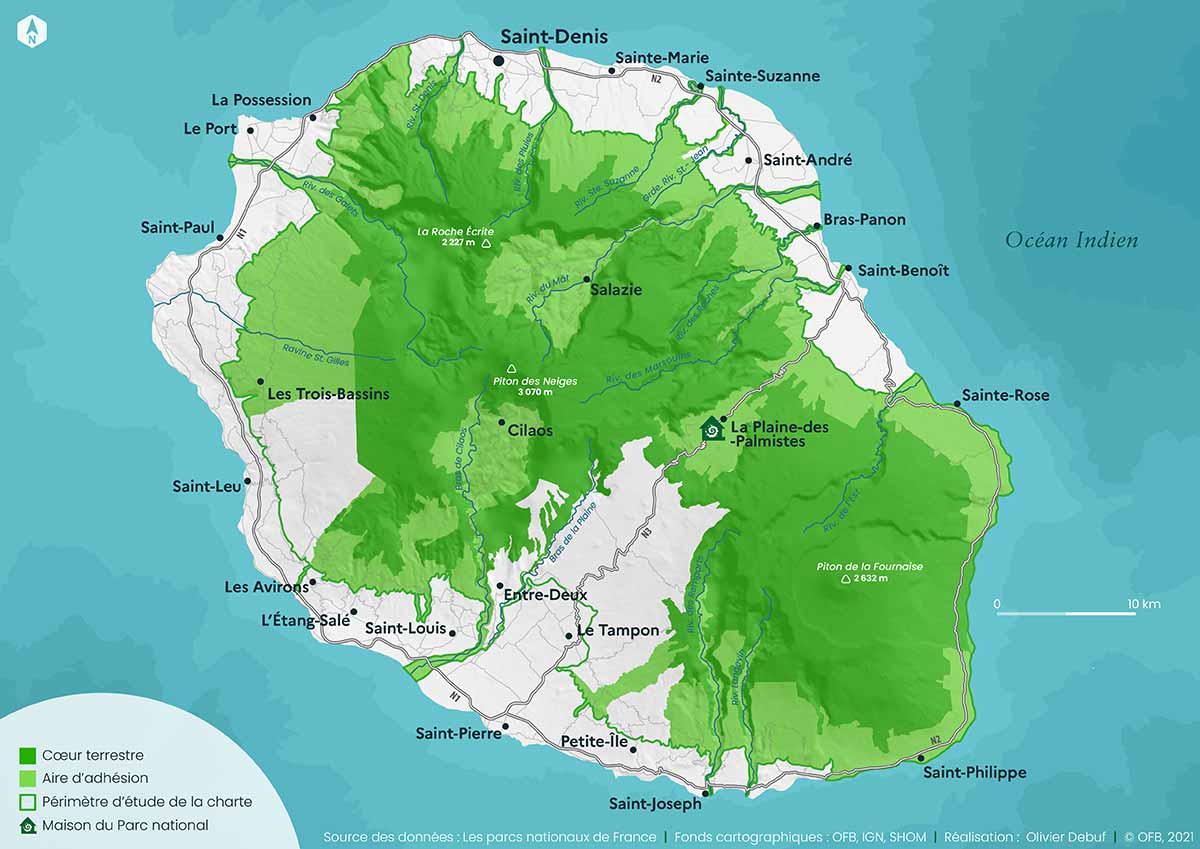 N
Saint-Denis
Sainte-Marie
N2
Sainte-Suzanne
La Possession
Le Port
Riv. St-Denis
Riv. des Pluies
Saint-André
Riv. Ste. Suzanne
Grde. Riv. St-Jean
Riv. des Galets
Saint-Paul
N1
La Roche Écrite
2 227 m
Bras-Panon
Océan Indien
Saint-Benoît
Riv. du Mât
Salazie
Riv. des Roches
Ravine St. Gilles
Riv. des Marsouins
Piton des Neiges
3 070 m
Les Trois-Bassins
Sainte-Rose
Cilaos
La Plaine-des
-Palmistes
Bras de Cilaos
Saint-Leu
Riv. de l'Est
Bras de la Plaine
N3
Piton de la Fournaise
2 632 m
Riv. des Remparts
Les Avirons
Entre-Deux
0 10 km
L'Étang-Salé
Saint-Louis
Le Tampon
Riv. Langevin
N1
Saint-Pierre
Petite-Île
N2
Saint-Philippe
Saint-Joseph
Cœur terrestre
Aire d'adhésion
Périmètre d'étude de la charte
Maison du Parc national
Source des données : Les parcs nationaux de France | Fonds cartographiques : OFB, IGN, SHOM | Réalisation : Olivier Debuf | © OFB, 2021